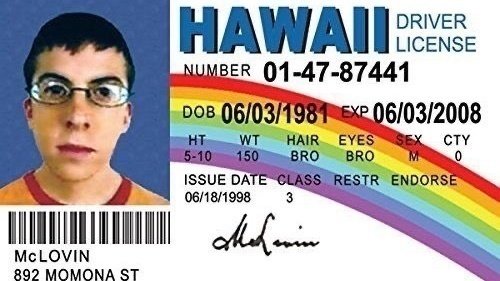 HAWAII DRIVER LICENSE
NUMBER 01-47-87441
DOB 06/03/1981 EXP 06/03/2008
HT WT HAIR EYES SEX CTY
5-10 150 BRO BRO M 0
ISSUE DATE CLASS RESTR ENDORSE
06/18/1998 3
McLovin
McLOVIN
892 MOMONA ST